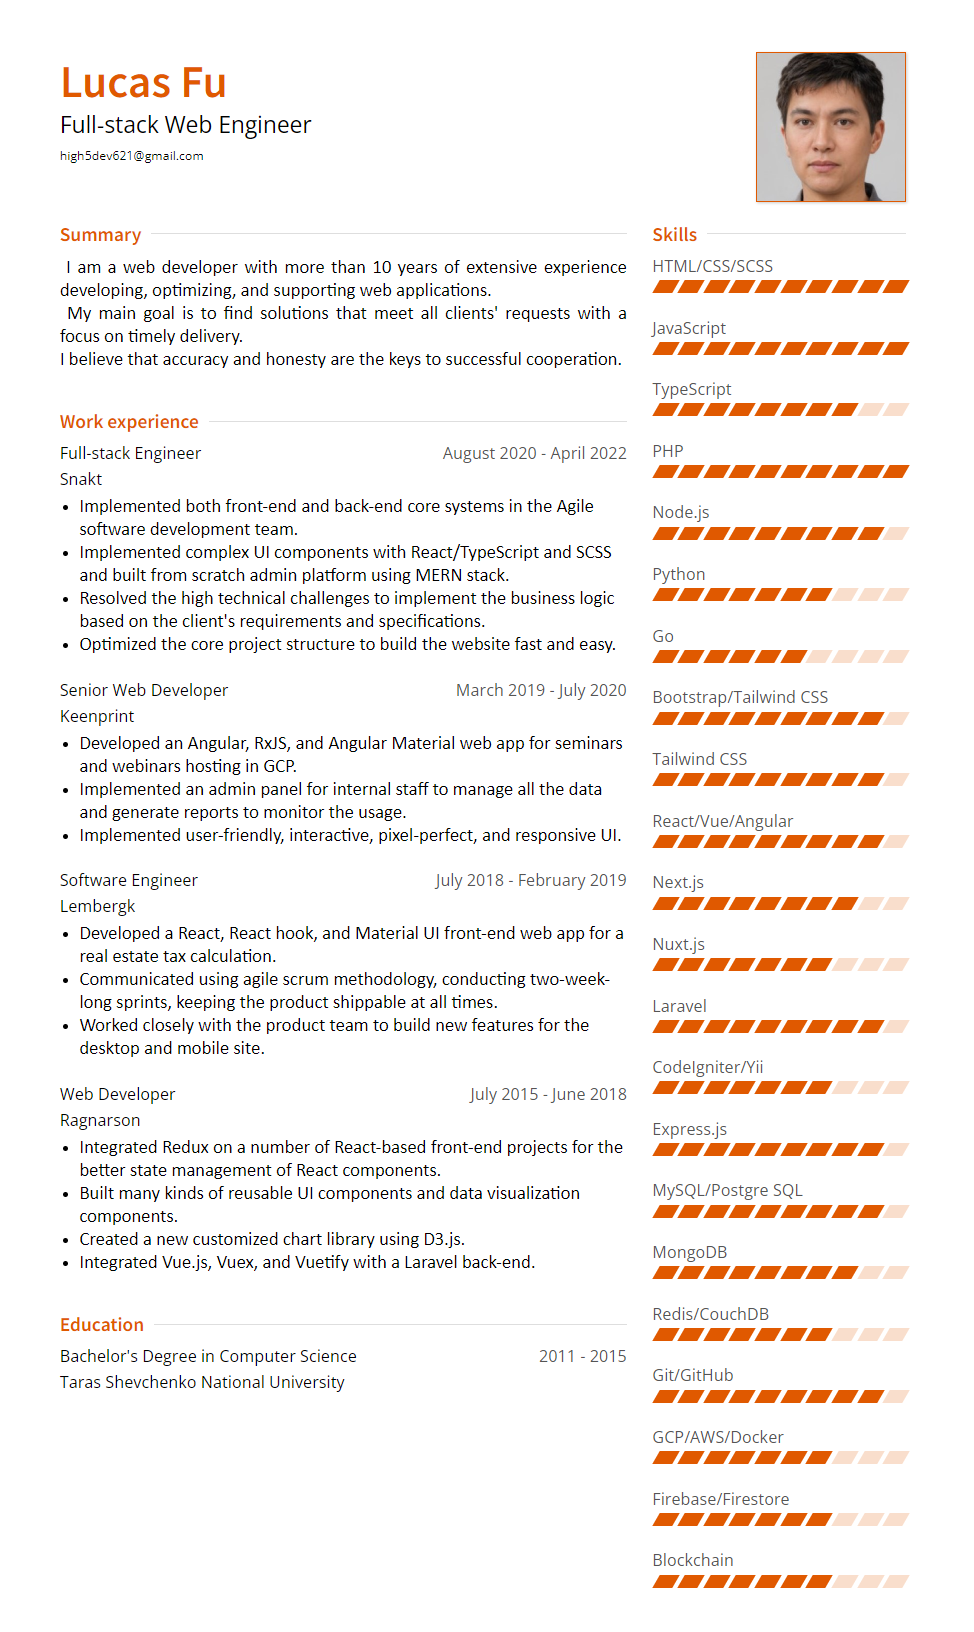 Lucas Fu
Full-stack Web Engineer
high5dev621@gmail.com
Summary
I am a web developer with more than 10 years of extensive experience
developing, optimizing, and supporting web applications.
My main goal is to find solutions that meet all clients' requests with a
focus on timely delivery.
I believe that accuracy and honesty are the keys to successful cooperation.
Work experience
Full-stack Engineer August 2020 - April 2022
Snakt
• Implemented both front-end and back-end core systems in the Agile
software development team.
• Implemented complex UI components with React/TypeScript and SCSS
and built from scratch admin platform using MERN stack.
• Resolved the high technical challenges to implement the business logic
based on the client's requirements and specifications.
• Optimized the core project structure to build the website fast and easy.
Senior Web Developer March 2019 - July 2020
Keenprint
• Developed an Angular, RxJS, and Angular Material web app for seminars
and webinars hosting in GCP.
• Implemented an admin panel for internal staff to manage all the data
and generate reports to monitor the usage.
• Implemented user-friendly, interactive, pixel-perfect, and responsive UI.
Software Engineer July 2018 - February 2019
Lembergk
• Developed a React, React hook, and Material UI front-end web app for a
real estate tax calculation.
• Communicated using agile scrum methodology, conducting two-week-
long sprints, keeping the product shippable at all times.
• Worked closely with the product team to build new features for the
desktop and mobile site.
Web Developer July 2015 - June 2018
Ragnarson
• Integrated Redux on a number of React-based front-end projects for the
better state management of React components.
• Built many kinds of reusable UI components and data visualization
components.
• Created a new customized chart library using D3.js.
• Integrated Vue.js, Vuex, and Vuetify with a Laravel back-end.
Education
Bachelor's Degree in Computer Science 2011 - 2015
Taras Shevchenko National University
Skills
HTML/CSS/SCSS
JavaScript
TypeScript
PHP
Node.js
Python
Go
Bootstrap/Tailwind CSS
Tailwind CSS
React/Vue/Angular
Next.js
Nuxt.js
Laravel
CodeIgniter/Yii
Express.js
MySQL/Postgre SQL
MongoDB
Redis/CouchDB
Git/GitHub
GCP/AWS/Docker
Firebase/Firestore
Blockchain